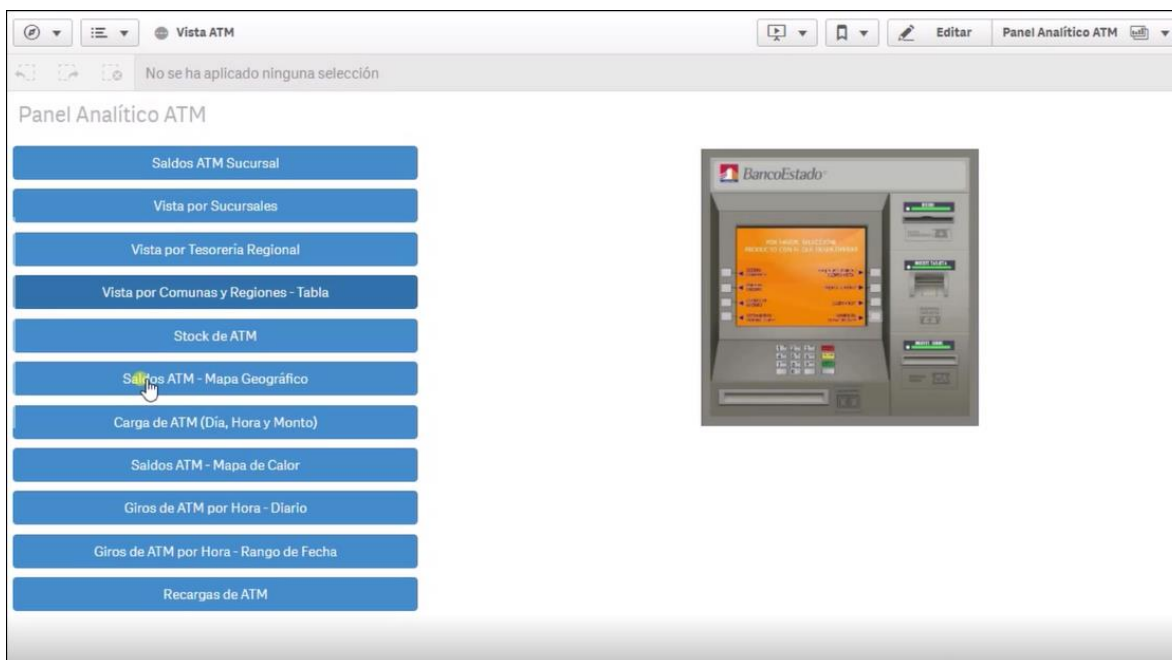 Vista ATM
Editar
Panel Analítico ATM
No se ha aplicado ninguna selección
Panel Analítico ATM
Saldos ATM Sucursal
Vista por Sucursales
Vista por Tesorería Regional
Vista por Comunas y Regiones - Tabla
Stock de ATM
Saldos ATM - Mapa Geográfico
Carga de ATM (Día, Hora y Monto)
Saldos ATM - Mapa de Calor
Giros de ATM por Hora - Diario
Giros de ATM por Hora - Rango de Fecha
Recargas de ATM
BancoEstado